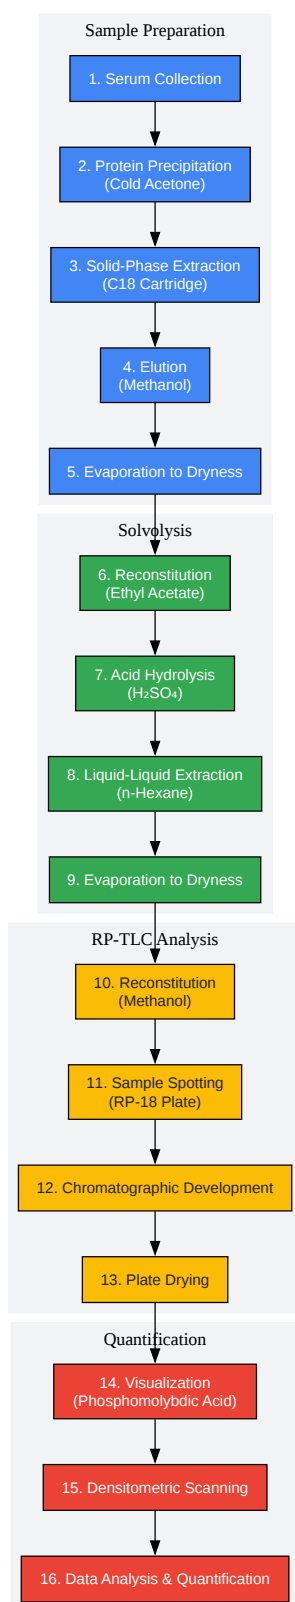 Sample Preparation
1. Serum Collection
2. Protein Precipitation
(Cold Acetone)
3. Solid-Phase Extraction
(C18 Cartridge)
4. Elution
(Methanol)
5. Evaporation to Dryness
Solvolysis
6. Reconstitution
(Ethyl Acetate)
7. Acid Hydrolysis
(H₂SO₄)
8. Liquid-Liquid Extraction
(n-Hexane)
9. Evaporation to Dryness
RP-TLC Analysis
10. Reconstitution
(Methanol)
11. Sample Spotting
(RP-18 Plate)
12. Chromatographic Development
13. Plate Drying
Quantification
14. Visualization
(Phosphomolybdic Acid)
15. Densitometric Scanning
16. Data Analysis & Quantification